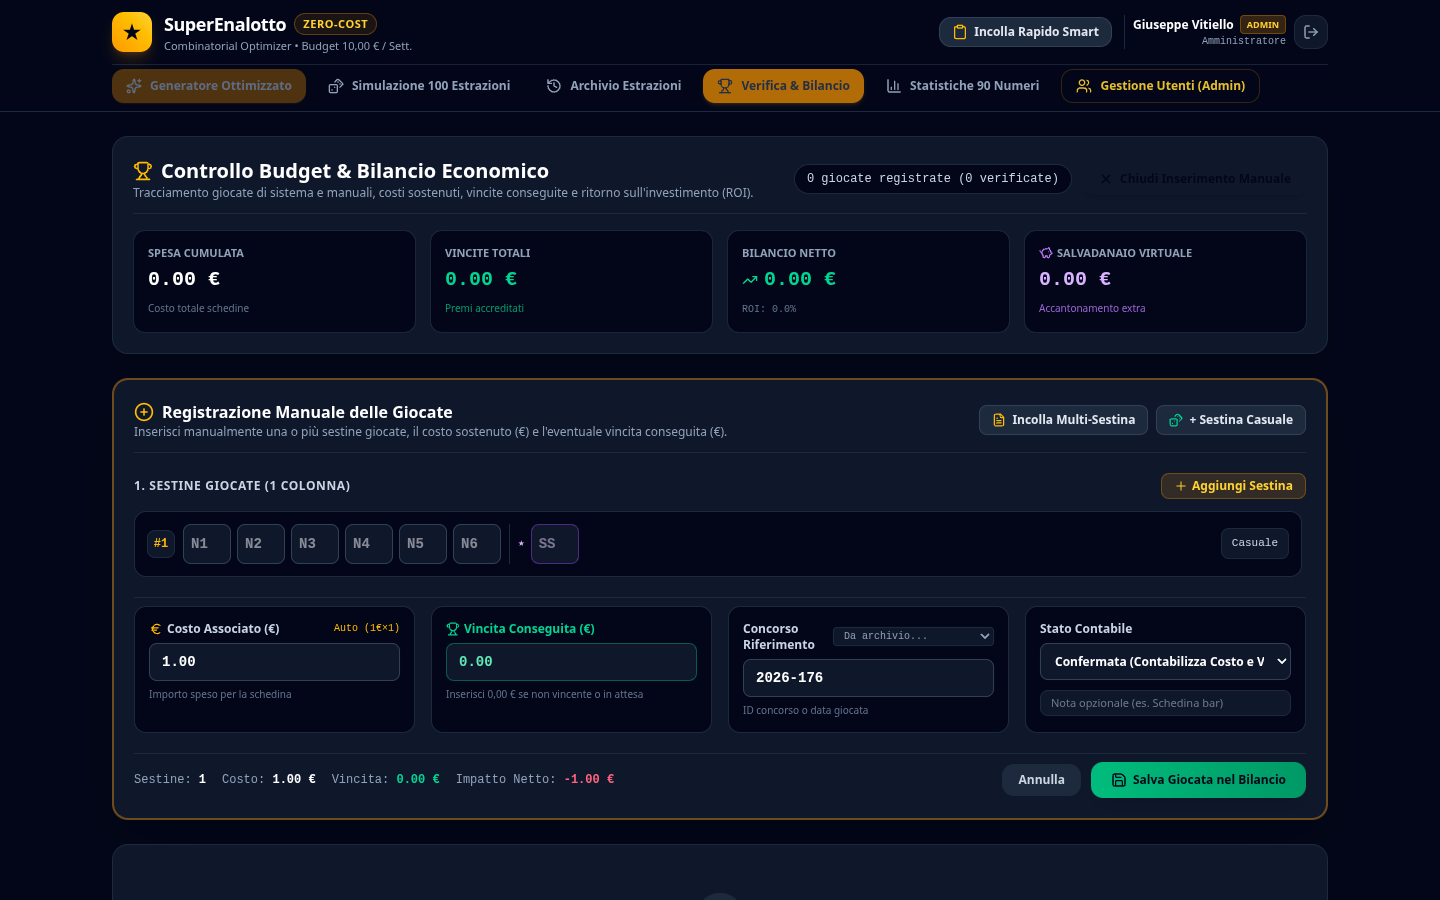 SuperEnalotto ZERO-COST
Combinatorial Optimizer • Budget 10,00 € / Sett.
Incolla Rapido Smart
Giuseppe Vitiello ADMIN
Amministratore
Generatore Ottimizzato
Simulazione 100 Estrazioni
Archivio Estrazioni
Verifica & Bilancio
Statistiche 90 Numeri
Gestione Utenti (Admin)
Controllo Budget & Bilancio Economico
Tracciamento giocate di sistema e manuali, costi sostenuti, vincite conseguite e ritorno sull'investimento (ROI).
0 giocate registrate (0 verificate)
Chiudi Inserimento Manuale
SPESA CUMULATA
0.00 €
Costo totale schedine
VINCITE TOTALI
0.00 €
Premi accreditati
BILANCIO NETTO
0.00 €
ROI: 0.0%
SALVADANAIO VIRTUALE
0.00 €
Accantonamento extra
Registrazione Manuale delle Giocate
Inserisci manualmente una o più sestine giocate, il costo sostenuto (€) e l'eventuale vincita conseguita (€).
Incolla Multi-Sestina
+ Sestina Casuale
1. SESTINE GIOCATE (1 COLONNA)
Aggiungi Sestina
#1 N1 N2 N3 N4 N5 N6 ★ SS
Casuale
Costo Associato (€) Auto (1€×1)
1.00
Importo speso per la schedina
Vincita Conseguita (€)
0.00
Inserisci 0,00 € se non vincente o in attesa
Concorso Riferimento
Da archivio...
2026-176
ID concorso o data giocata
Stato Contabile
Confermata (Contabilizza Costo e V
Nota opzionale (es. Schedina bar)
Sestine: 1 Costo: 1.00 € Vincita: 0.00 € Impatto Netto: -1.00 €
Annulla
Salva Giocata nel Bilancio